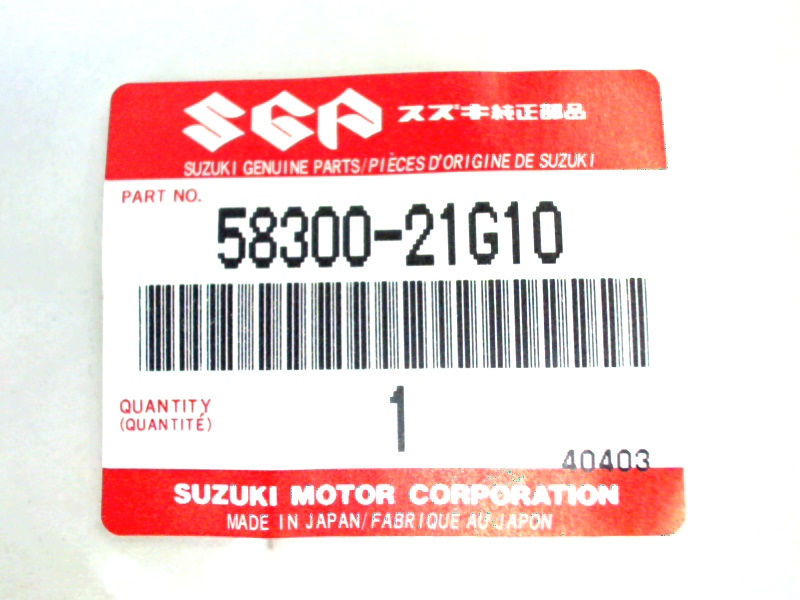 SGP スズキ純正部品
SUZUKI GENUINE PARTS/PIÈCES D'ORIGINE DE SUZUKI
PART NO.
58300-21G10
QUANTITY
(QUANTITÉ)
1
40403
SUZUKI MOTOR CORPORATION
MADE IN JAPAN/FABRIQUE AU JAPON